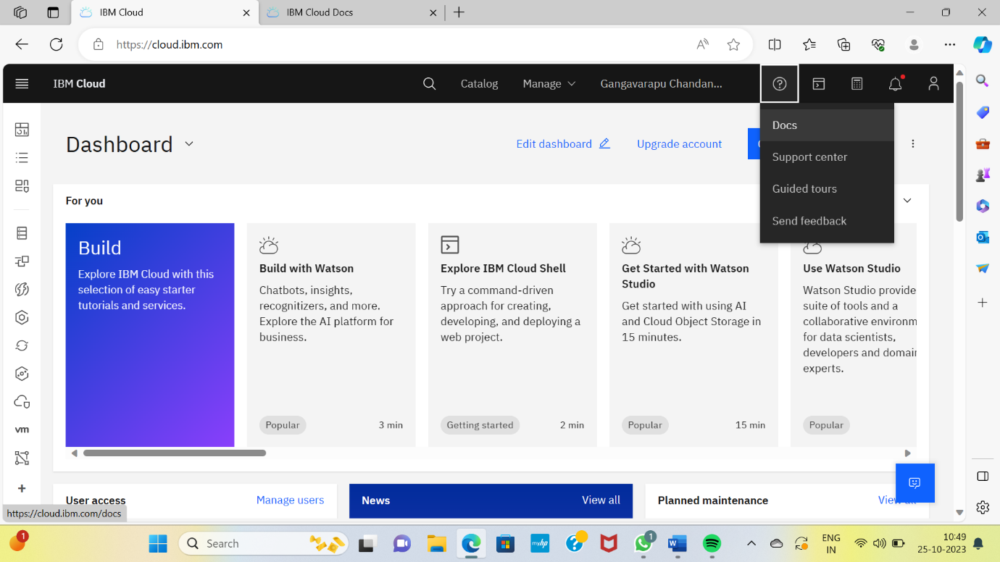 IBM Cloud
IBM Cloud Docs
https://cloud.ibm.com
IBM Cloud
Catalog
Manage
Gangavarapu Chandan...
Docs
Support center
Guided tours
Send feedback
Dashboard
Edit dashboard
Upgrade account
For you
Build
Explore IBM Cloud with this
selection of easy starter
tutorials and services.
Build with Watson
Chatbots, insights,
recognizers, and more.
Explore the AI platform for
business.
Popular
3 min
Explore IBM Cloud Shell
Try a command-driven
approach for creating,
developing, and deploying a
web project.
Getting started
2 min
Get Started with Watson
Studio
Get started with using AI
and Cloud Object Storage in
15 minutes.
Popular
15 min
Use Watson Studio
Watson Studio provide
suite of tools and a
collaborative environm
for data scientists,
developers and domain
experts.
Popular
vm
User access
Manage users
News
View all
Planned maintenance
View all
https://cloud.ibm.com/docs
1
Search
myhp
1
ENG
IN
10:49
25-10-2023